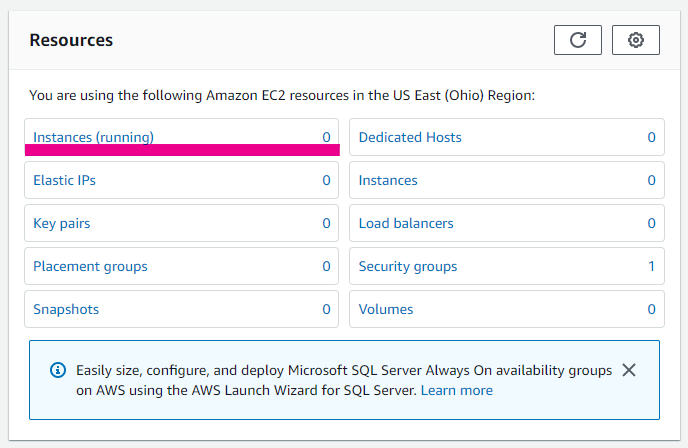 Resources
You are using the following Amazon EC2 resources in the US East (Ohio) Region:
Instances (running) 0
Dedicated Hosts 0
Elastic IPs 0
Instances 0
Key pairs 0
Load balancers 0
Placement groups 0
Security groups 1
Snapshots 0
Volumes 0
Easily size, configure, and deploy Microsoft SQL Server Always On availability groups
on AWS using the AWS Launch Wizard for SQL Server. Learn more